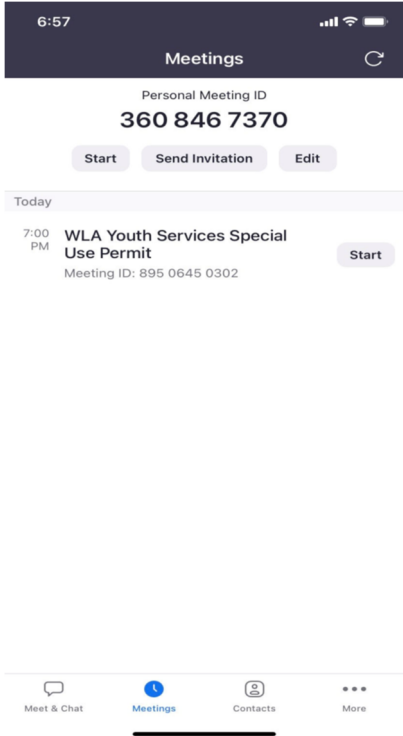 6:57
Meetings
Personal Meeting ID
360 846 7370
Start Send Invitation Edit
Today
7:00 PM
WLA Youth Services Special
Use Permit
Meeting ID: 895 0645 0302
Start
Meet & Chat Meetings Contacts More